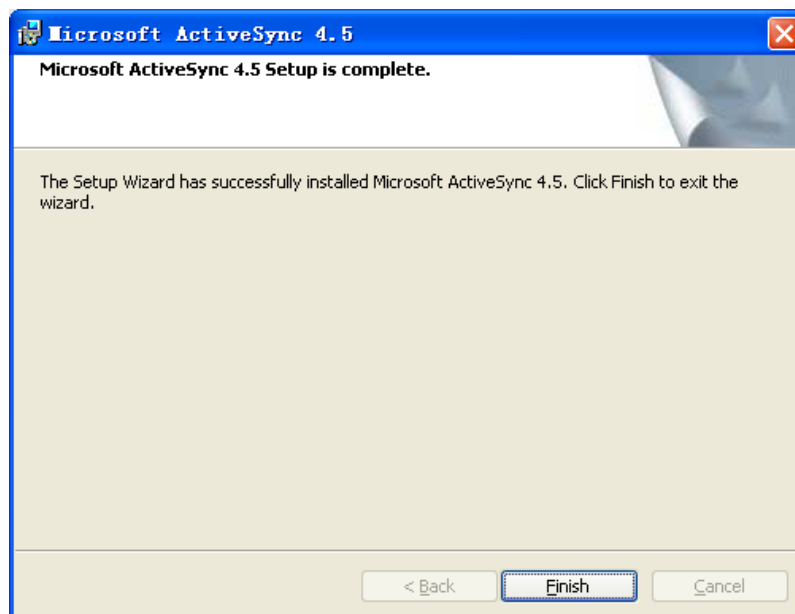 Microsoft ActiveSync 4.5
Microsoft ActiveSync 4.5 Setup is complete.
The Setup Wizard has successfully installed Microsoft ActiveSync 4.5. Click Finish to exit the
wizard.
< Back Finish Cancel